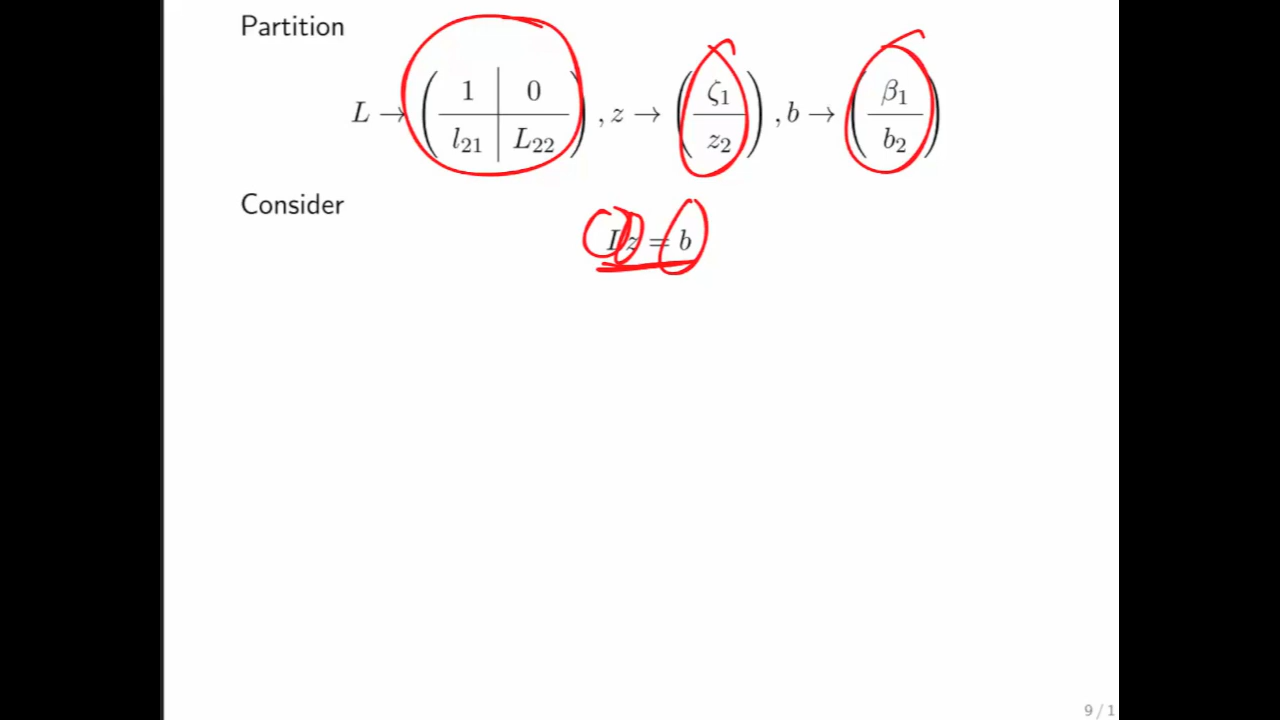 Partition
L → ( 1 | 0 / l₂₁ | L₂₂ ) , z → ( ζ₁ / z₂ ) , b → ( β₁ / b₂ )
Consider
Lz = b
9 / 1